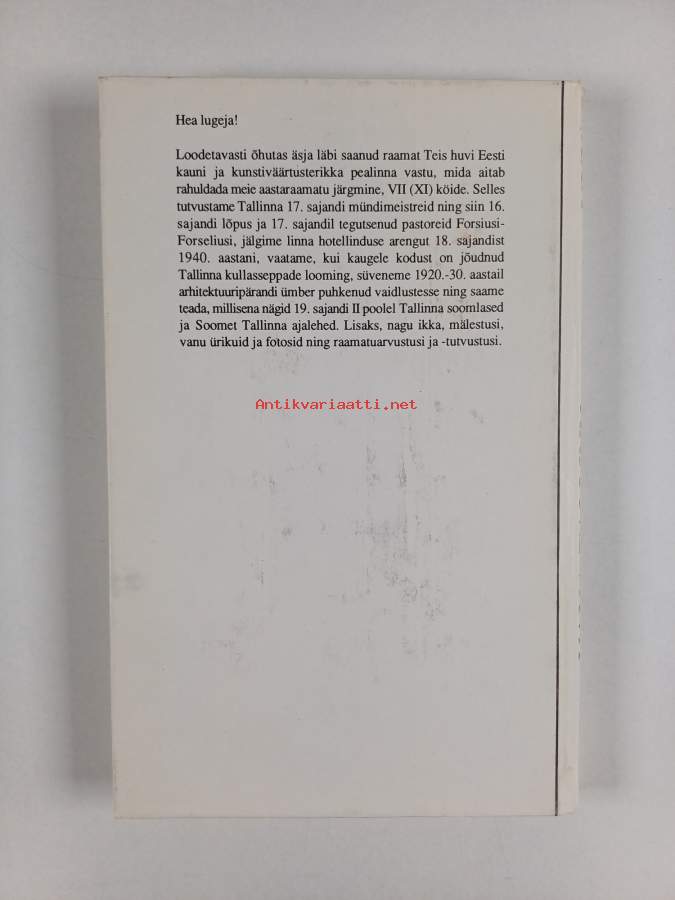 Hea lugeja!
Loodetavasti õhutas äsja läbi saanud raamat Teis huvi Eesti
kauni ja kunstiväärtusterikka pealinna vastu, mida aitab
rahuldada meie aastaraamatu järgmine, VII (XI) köide. Selles
tutvustame Tallinna 17. sajandi mündimeistreid ning siin 16.
sajandi lõpus ja 17. sajandil tegutsenud pastoreid Forsiusi-
Forseliusi, jälgime linna hotellinduse arengut 18. sajandist
1940. aastani, vaatame, kui kaugele kodust on jõudnud
Tallinna kullasseppade looming, süveneme 1920.-30. aastail
arhitektuuripärandi ümber puhkenud vaidlustesse ning saame
teada, millisena nägid 19. sajandi II poolel Tallinna soomlased
ja Soomet Tallinna ajalehed. Lisaks, nagu ikka, mälestusi,
vanu ürikuid ja fotosid ning raamatuarvustusi ja -tutvustusi.
Antikvariaatti.net